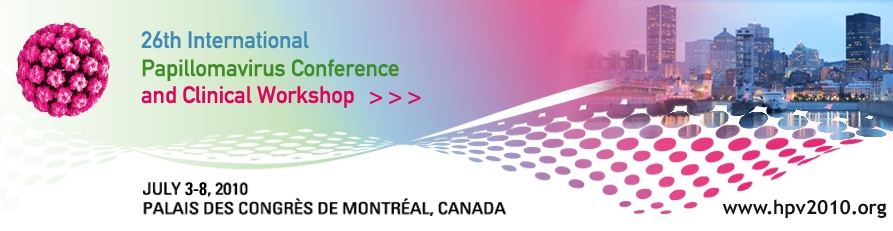 26th International
Papillomavirus Conference
and Clinical Workshop > > >
JULY 3-8, 2010
PALAIS DES CONGRÈS DE MONTRÉAL, CANADA
www.hpv2010.org